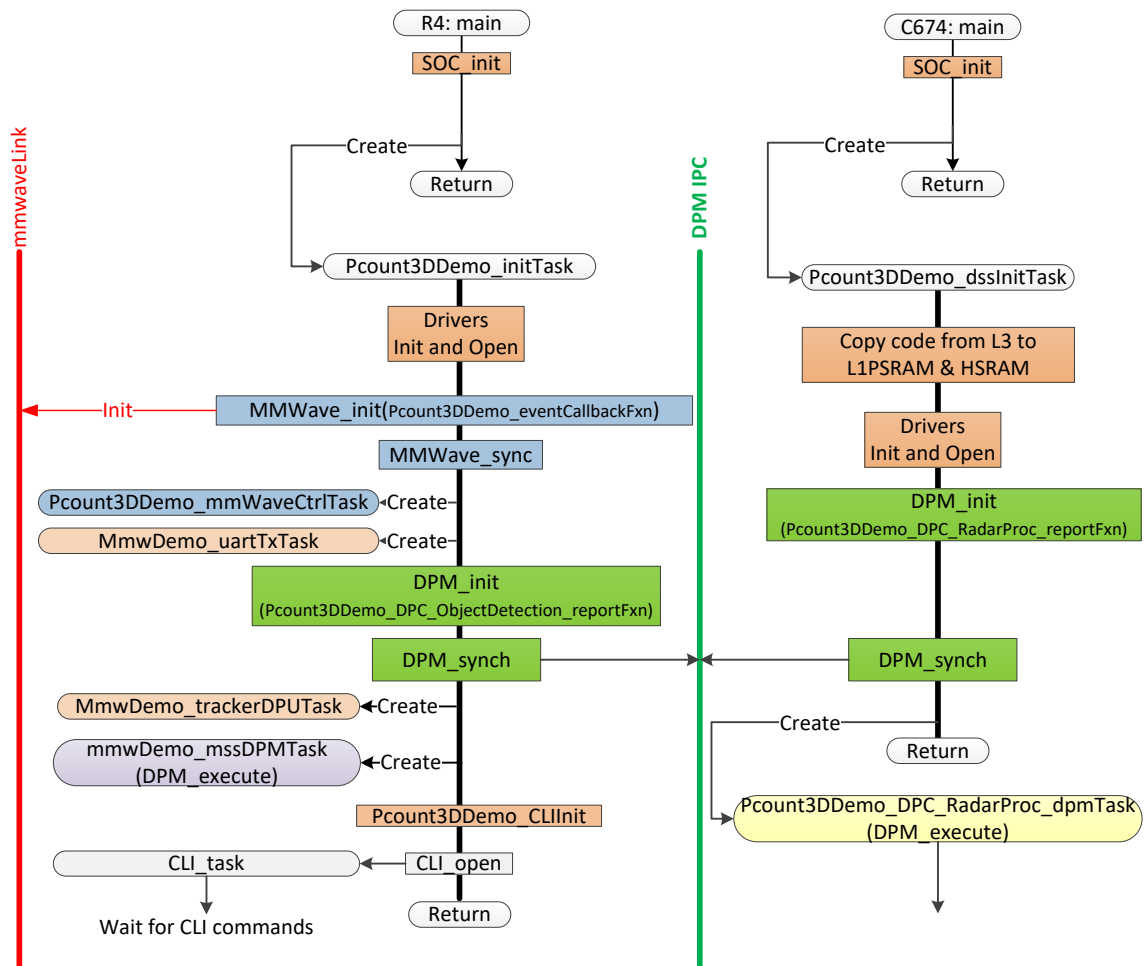 R4: main
SOC_init
Create
Return
mmwaveLink
Pcount3DDemo_initTask
Drivers
Init and Open
Init
MMWave_init(Pcount3DDemo_eventCallbackFxn)
MMWave_sync
Pcount3DDemo_mmWaveCtrlTask
Create
MmwDemo_uartTxTask
Create
DPM_init
(Pcount3DDemo_DPC_ObjectDetection_reportFxn)
DPM_synch
MmwDemo_trackerDPUTask
Create
mmwDemo_mssDPMTask
(DPM_execute)
Create
Pcount3DDemo_CLIInit
CLI_task
CLI_open
Return
Wait for CLI commands
DPM IPC
C674: main
SOC_init
Create
Return
Pcount3DDemo_dssInitTask
Copy code from L3 to
L1PSRAM & HSRAM
Drivers
Init and Open
DPM_init
(Pcount3DDemo_DPC_RadarProc_reportFxn)
DPM_synch
Create
Return
Pcount3DDemo_DPC_RadarProc_dpmTask
(DPM_execute)